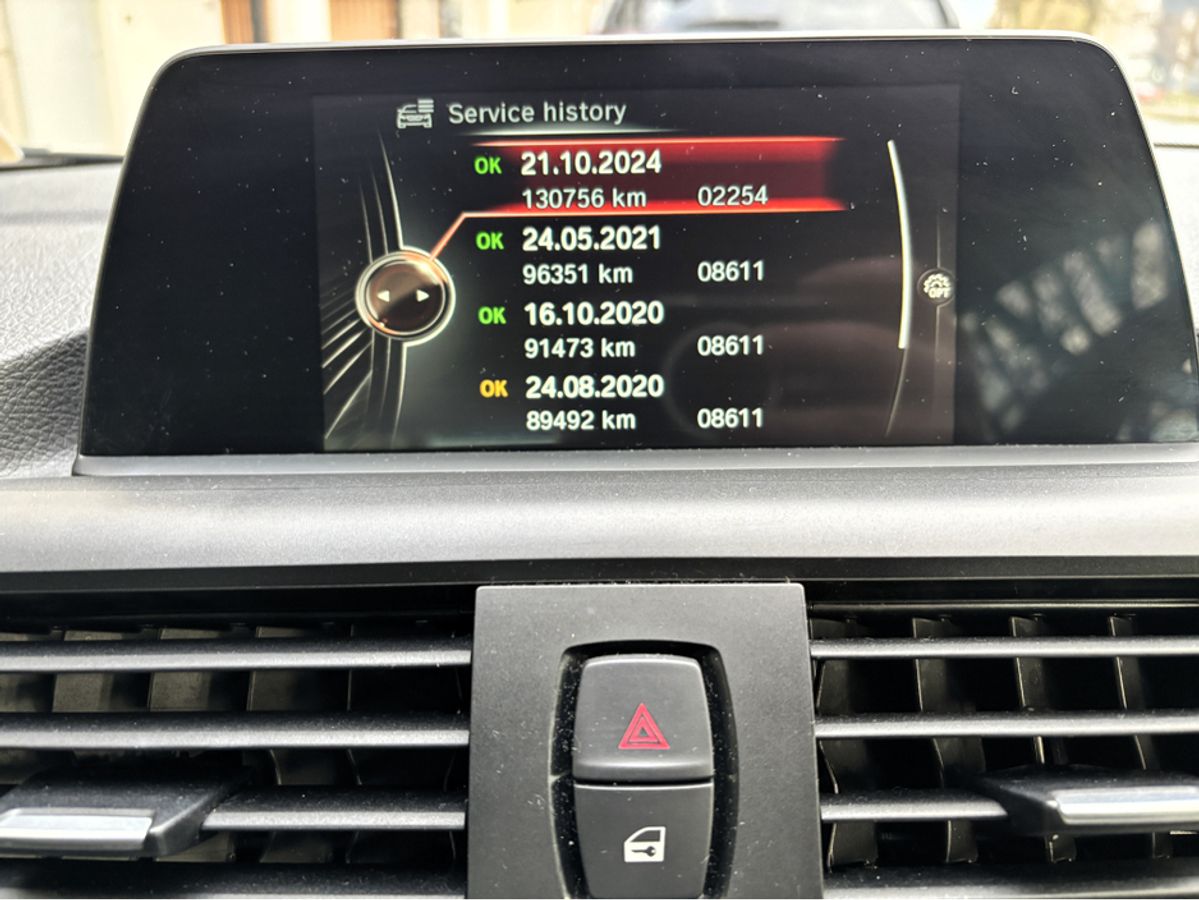 Service history
OK 21.10.2024
130756 km 02254
OK 24.05.2021
96351 km 08611
OK 16.10.2020
91473 km 08611
OK 24.08.2020
89492 km 08611
OPT